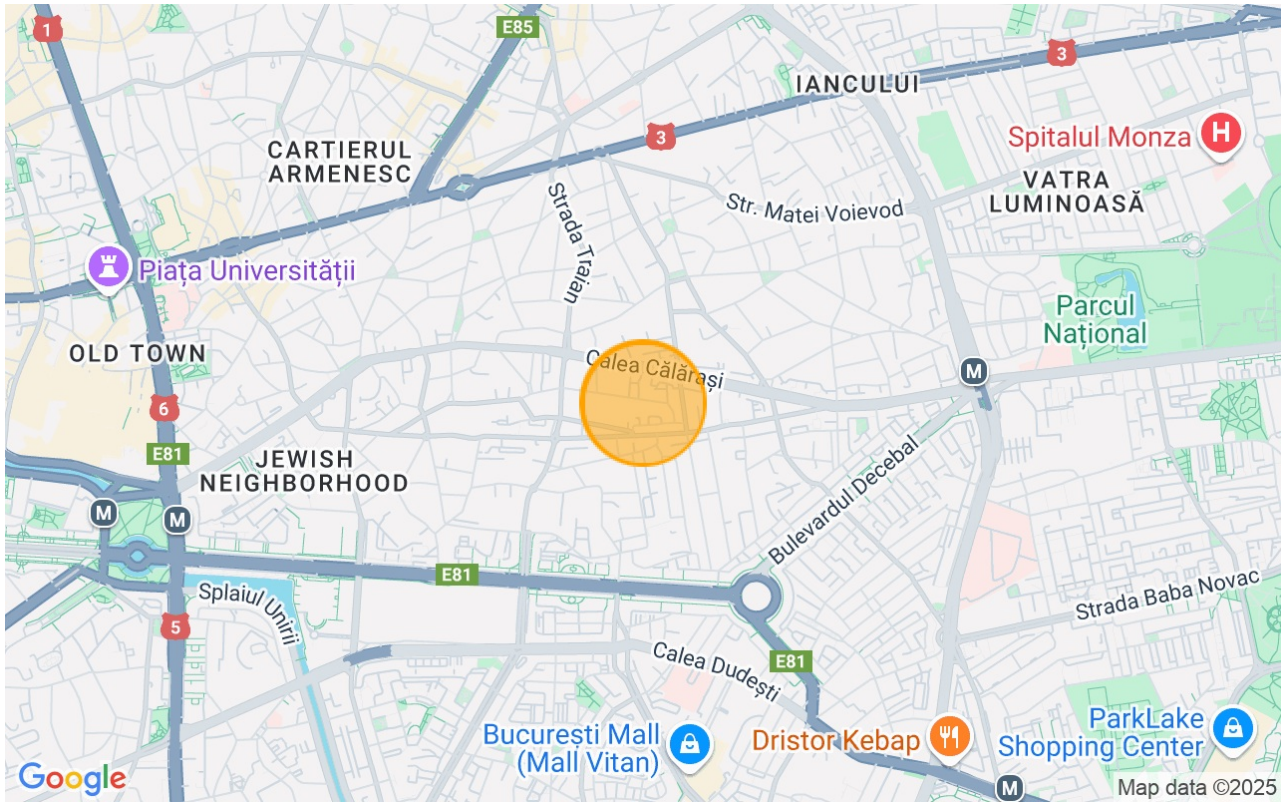 1
E85
3
IANCULUI
3
Spitalul Monza
H
CARTIERUL
ARMENESC
VATRA
LUMINOASĂ
Strada Traian
Str. Matei Voievod
Piața Universității
Parcul
Național
OLD TOWN
Calea Călărași
M
6
E81
JEWISH
NEIGHBORHOOD
Bulevardul Decebal
M
M
E81
Splaiul Unirii
Strada Baba Novac
5
Calea Dudești
E81
București Mall
(Mall Vitan)
Dristor Kebap
ParkLake
Shopping Center
Google
M
Map data ©2025